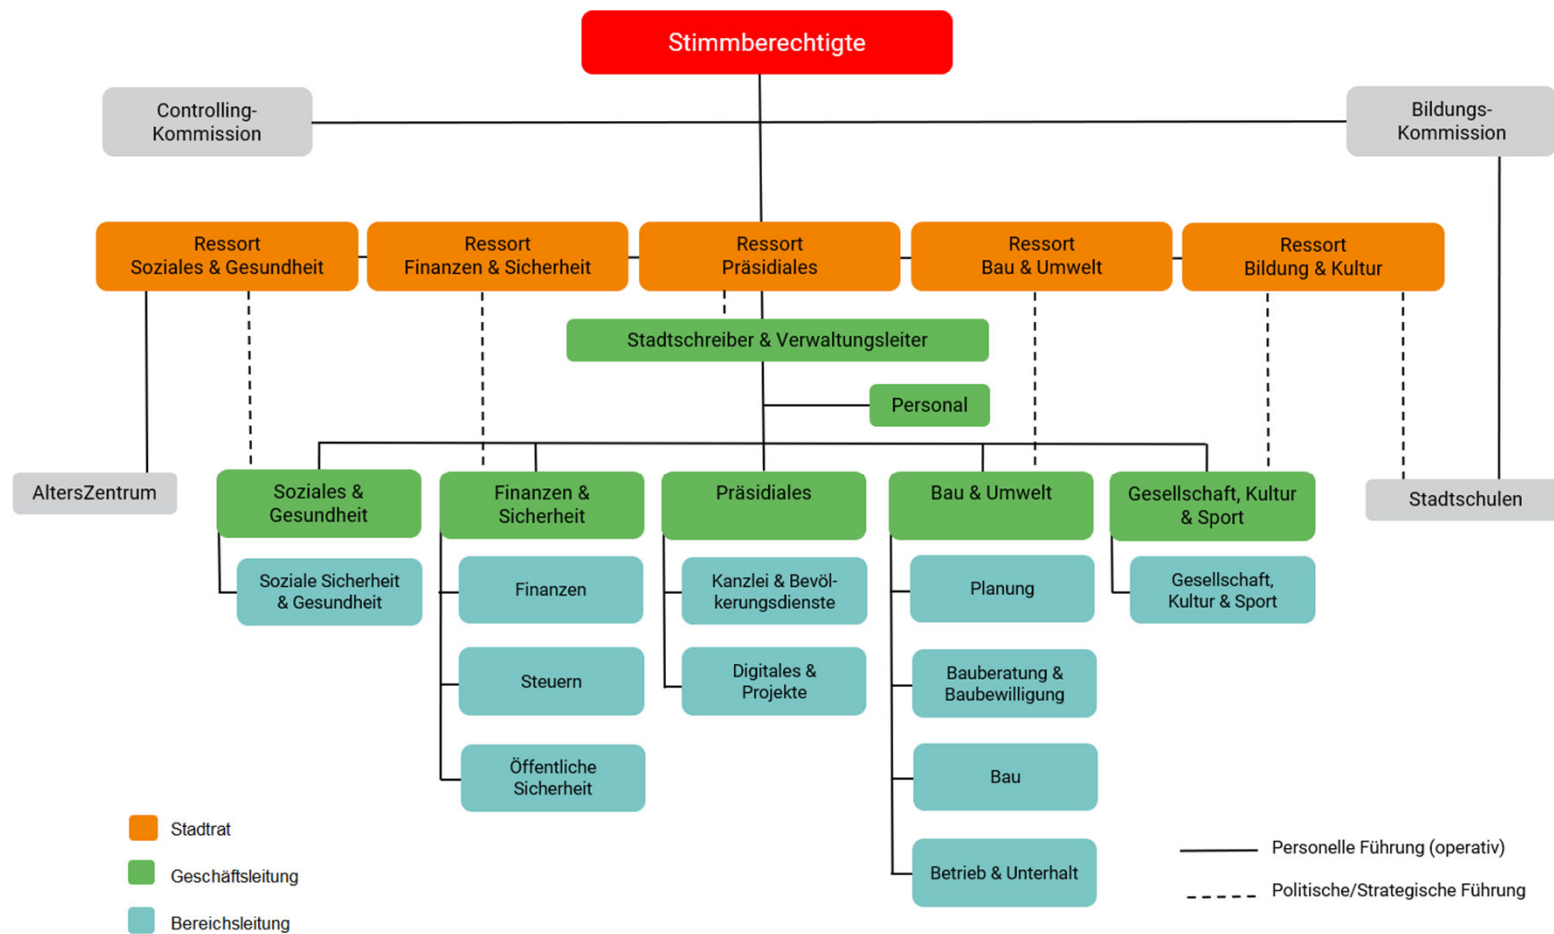 Stimmberechtigte
Controlling-
Kommission
Bildungs-
Kommission
Ressort
Soziales & Gesundheit
Ressort
Finanzen & Sicherheit
Ressort
Präsidiales
Ressort
Bau & Umwelt
Ressort
Bildung & Kultur
Stadtschreiber & Verwaltungsleiter
Personal
AltersZentrum
Soziales &
Gesundheit
Finanzen &
Sicherheit
Präsidiales
Bau & Umwelt
Gesellschaft, Kultur
& Sport
Stadtschulen
Soziale Sicherheit
& Gesundheit
Finanzen
Kanzlei & Bevöl-
kerungsdienste
Planung
Gesellschaft,
Kultur & Sport
Steuern
Digitales &
Projekte
Bauberatung &
Baubewilligung
Öffentliche
Sicherheit
Bau
Betrieb & Unterhalt
Stadtrat
Geschäftsleitung
Bereichsleitung
Personelle Führung (operativ)
Politische/Strategische Führung